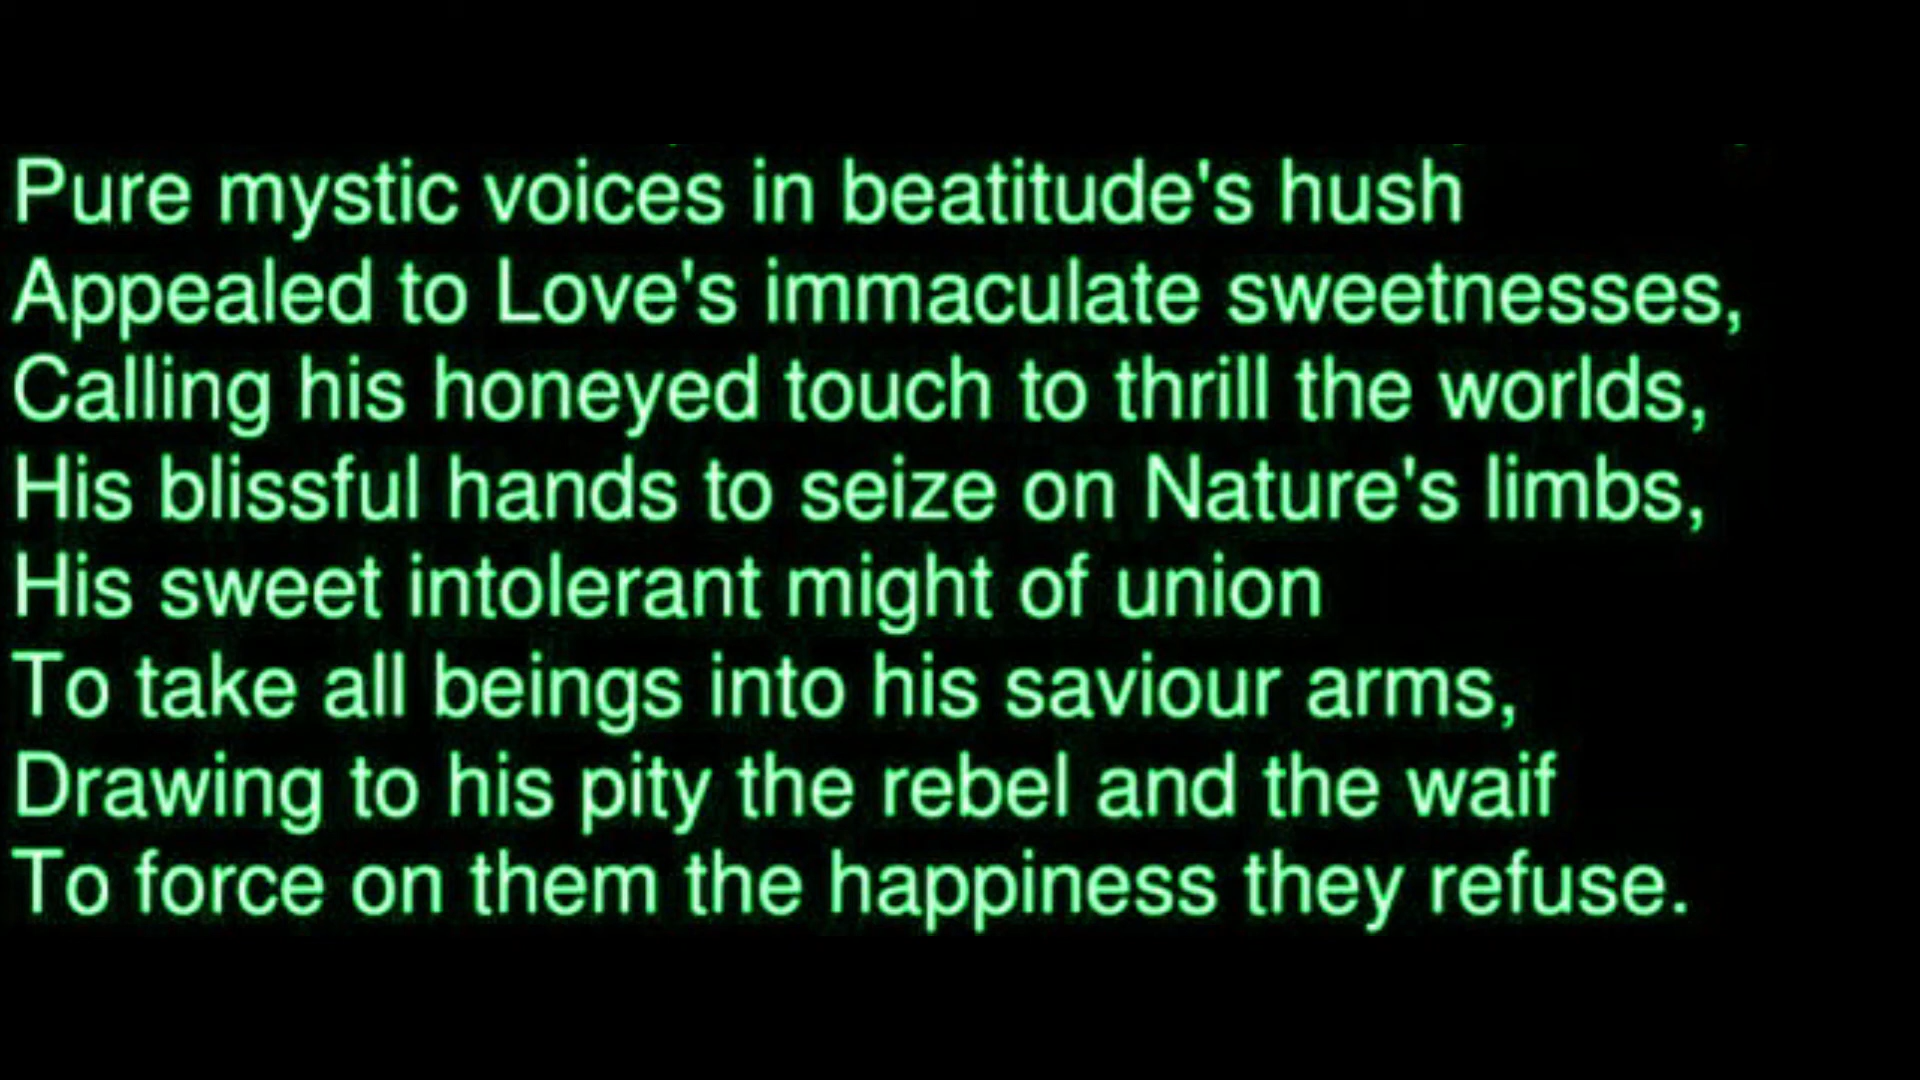 Pure mystic voices in beatitude's hush
Appealed to Love's immaculate sweetnesses,
Calling his honeyed touch to thrill the worlds,
His blissful hands to seize on Nature's limbs,
His sweet intolerant might of union
To take all beings into his saviour arms,
Drawing to his pity the rebel and the waif
To force on them the happiness they refuse.